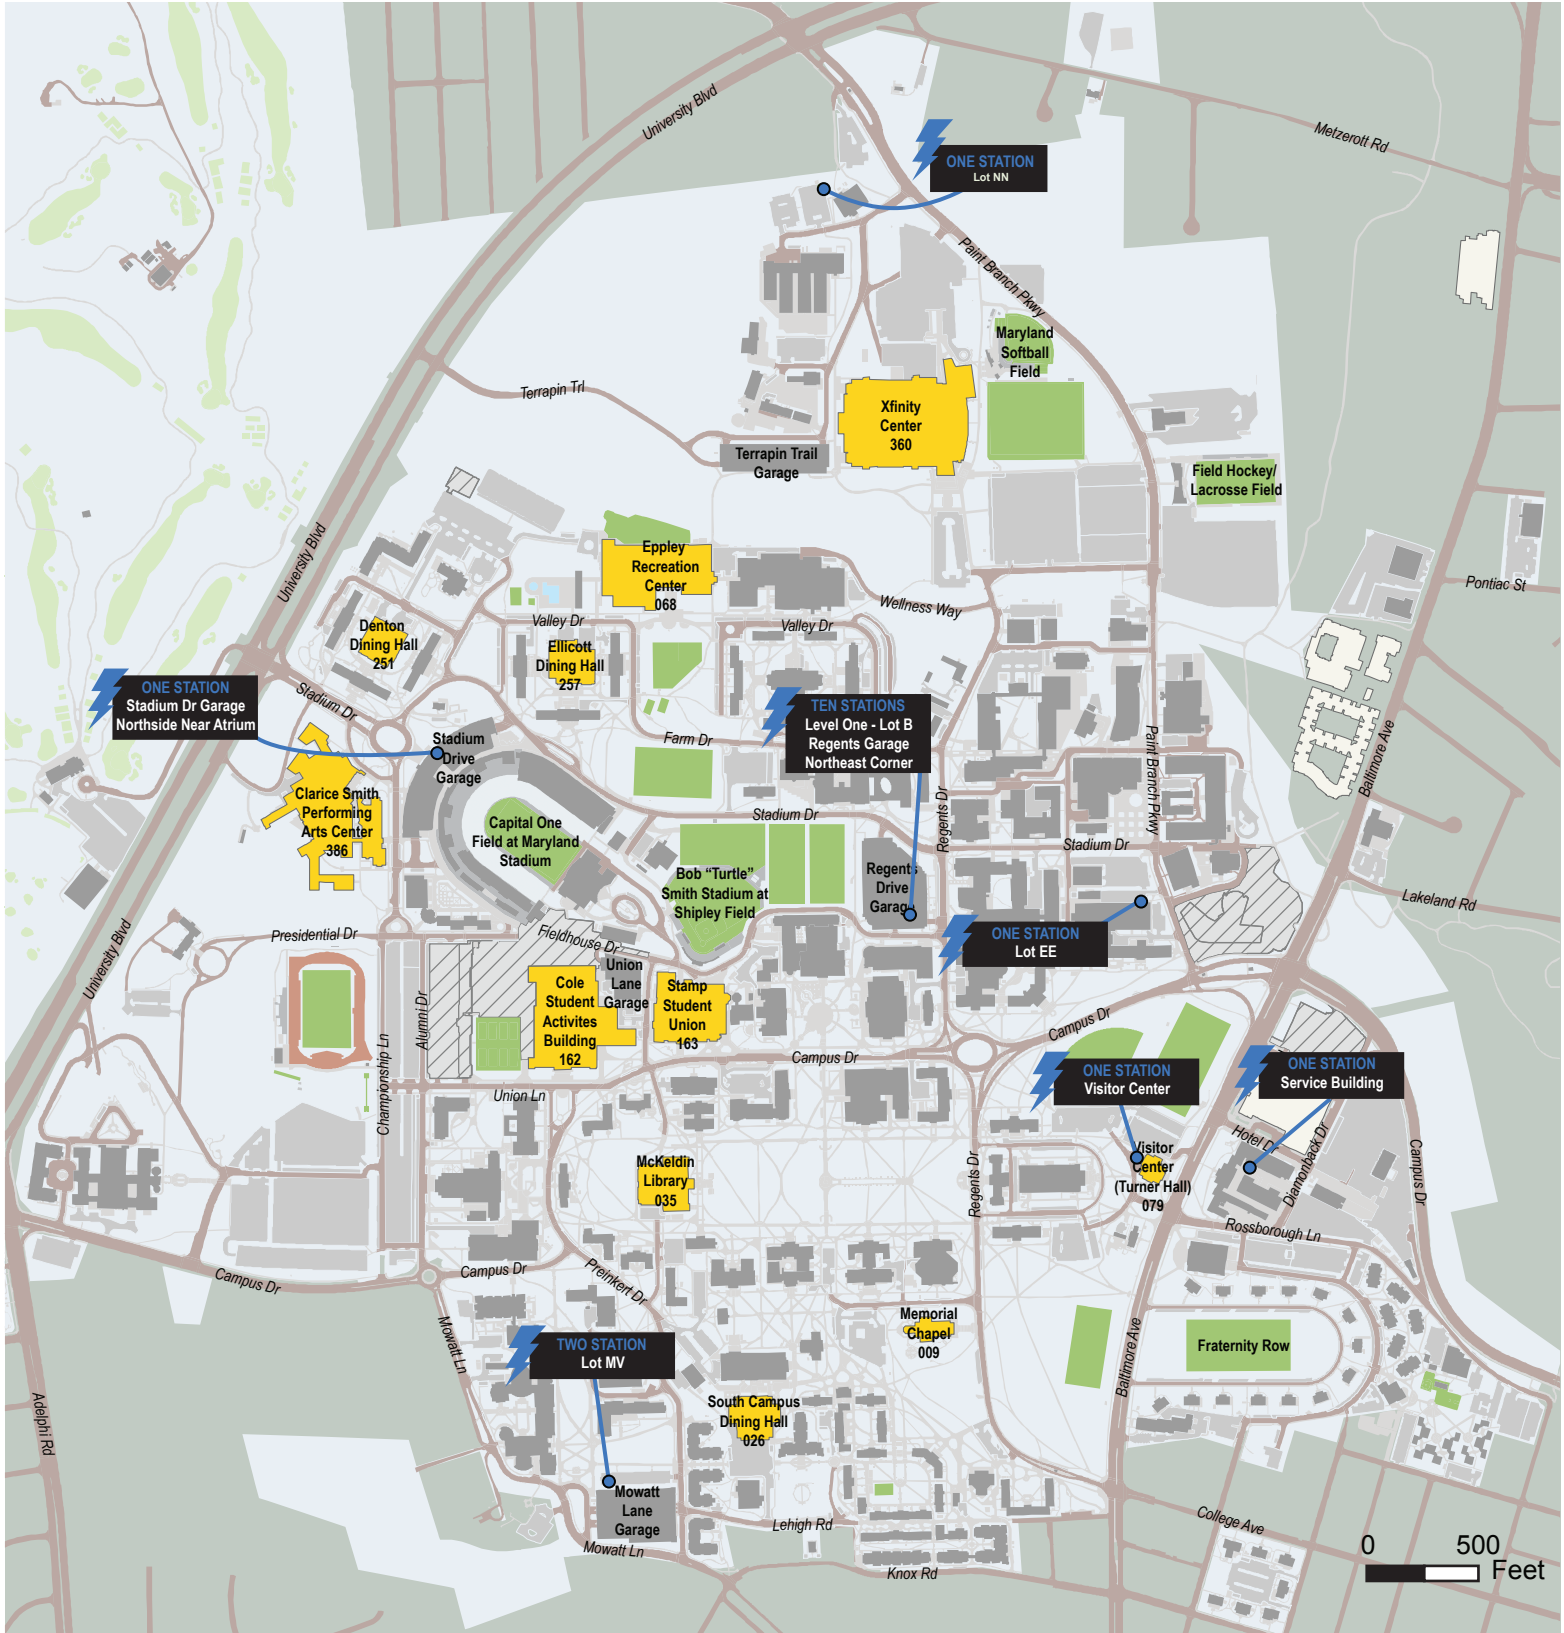 University Blvd
Metzerott Rd
ONE STATION
Lot NN
Paint Branch Pkwy
Maryland
Softball
Field
Terrapin Trl
Xfinity
Center
360
Terrapin Trail
Garage
Field Hockey/
Lacrosse Field
University Blvd
Eppley
Recreation
Center
068
Pontiac St
Wellness Way
Valley Dr
Valley Dr
Denton
Dining Hall
251
Ellicott
Dining Hall
257
ONE STATION
Stadium Dr Garage
Northside Near Atrium
Stadium Dr
TEN STATIONS
Level One - Lot B
Regents Garage
Northeast Corner
Farm Dr
Stadium
Drive
Garage
Paint Branch Pkwy
Baltimore Ave
Clarice Smith
Performing
Arts Center
386
Capital One
Field at Maryland
Stadium
Stadium Dr
Regents Dr
Stadium Dr
Bob “Turtle”
Smith Stadium at
Shipley Field
Regents
Drive
Garage
Lakeland Rd
ONE STATION
Lot EE
University Blvd
Presidential Dr
Fieldhouse Dr
Union
Lane
Garage
Cole
Student
Activites
Building
162
Stamp
Student
Union
163
Alumni Dr
Championship Ln
Campus Dr
Campus Dr
ONE STATION
Visitor Center
ONE STATION
Service Building
Union Ln
Hotel Dr
Diamonback Dr
Campus Dr
Visitor
Center
(Turner Hall)
079
McKeldin
Library
035
Regents Dr
Rossborough Ln
Campus Dr
Campus Dr
Preinkert Dr
Mowatt Ln
Memorial
Chapel
009
Fraternity Row
Baltimore Ave
TWO STATION
Lot MV
Adelphi Rd
South Campus
Dining Hall
026
Mowatt
Lane
Garage
Lehigh Rd
College Ave
Mowatt Ln
Knox Rd
0 500
Feet